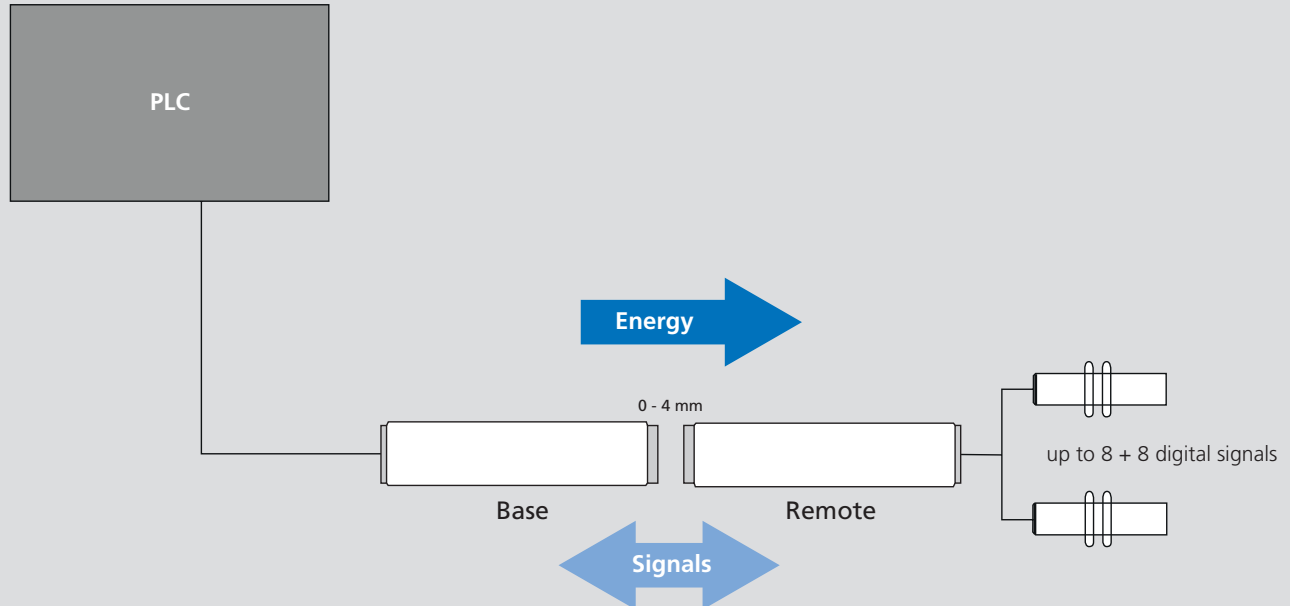 PLC
Energy
0 - 4 mm
up to 8 + 8 digital signals
Base
Remote
Signals